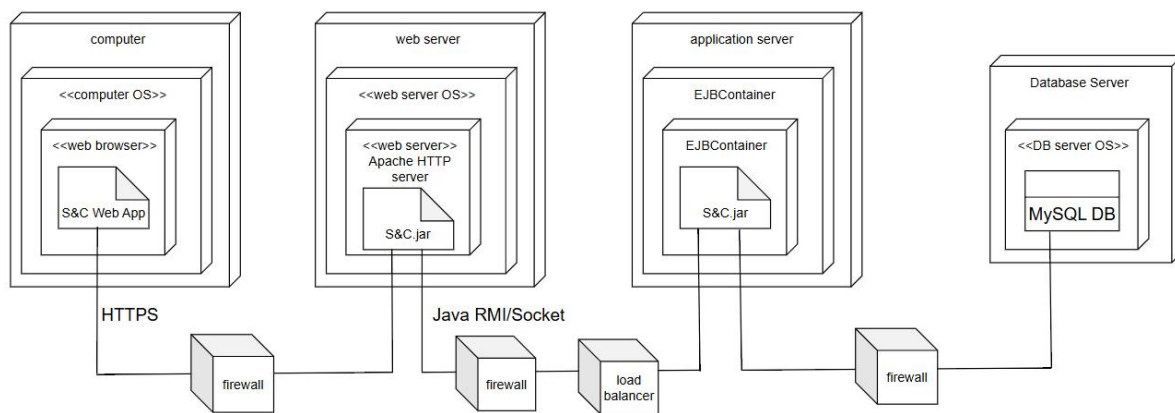 computer
<<computer OS>>
<<web browser>>
S&C Web App
web server
<<web server OS>>
<<web server>>
Apache HTTP
server
S&C.jar
application server
EJBContainer
EJBContainer
S&C.jar
Database Server
<<DB server OS>>
MySQL DB
HTTPS
Java RMI/Socket
firewall
firewall
load
balancer
firewall